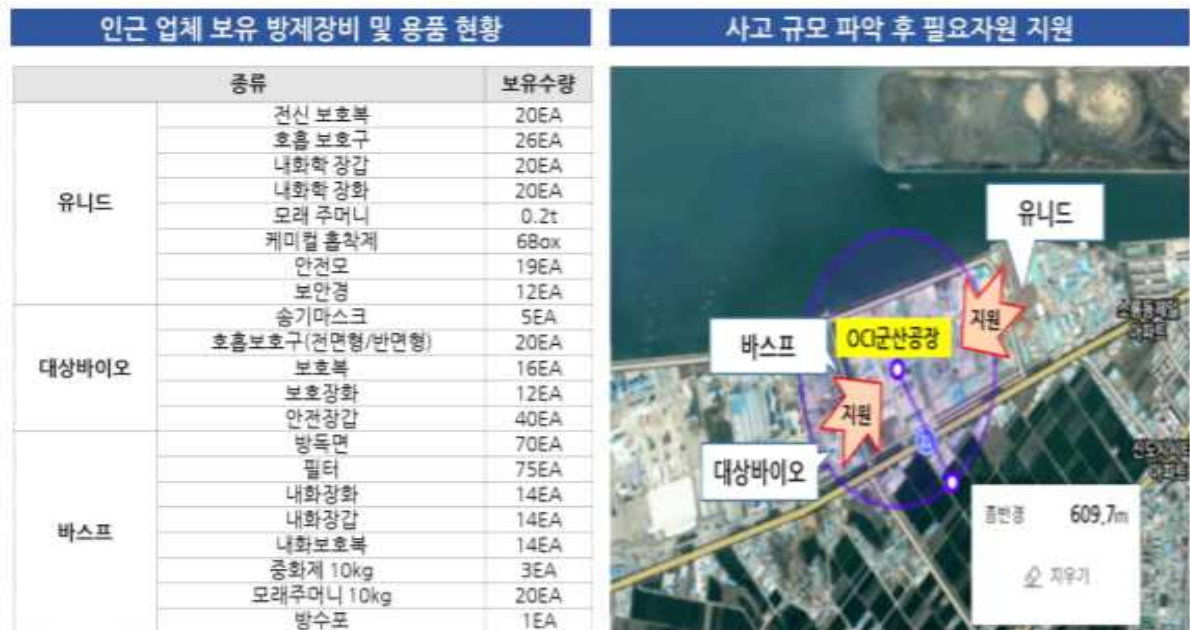 인근 업체 보유 방제장비 및 용품 현황
종류 보유수량
유니드
전신 보호복 20EA
호흡 보호구 26EA
내화학 장갑 20EA
내화학 장화 20EA
모래 주머니 0.2t
케미컬 흡착제 6Box
안전모 19EA
보안경 12EA
대상바이오
송기마스크 5EA
호흡보호구(전면형/반면형) 20EA
보호복 16EA
보호장화 12EA
안전장갑 40EA
바스프
방독면 70EA
필터 75EA
내화장화 14EA
내화장갑 14EA
내화보호복 14EA
중화제 10kg 3EA
모래주머니 10kg 20EA
방수포 1EA
사고 규모 파악 후 필요자원 지원
유니드
지원
바스프
OCI군산공장
지원
대상바이오
아파트
아파트
총반경 609.7m
지우기